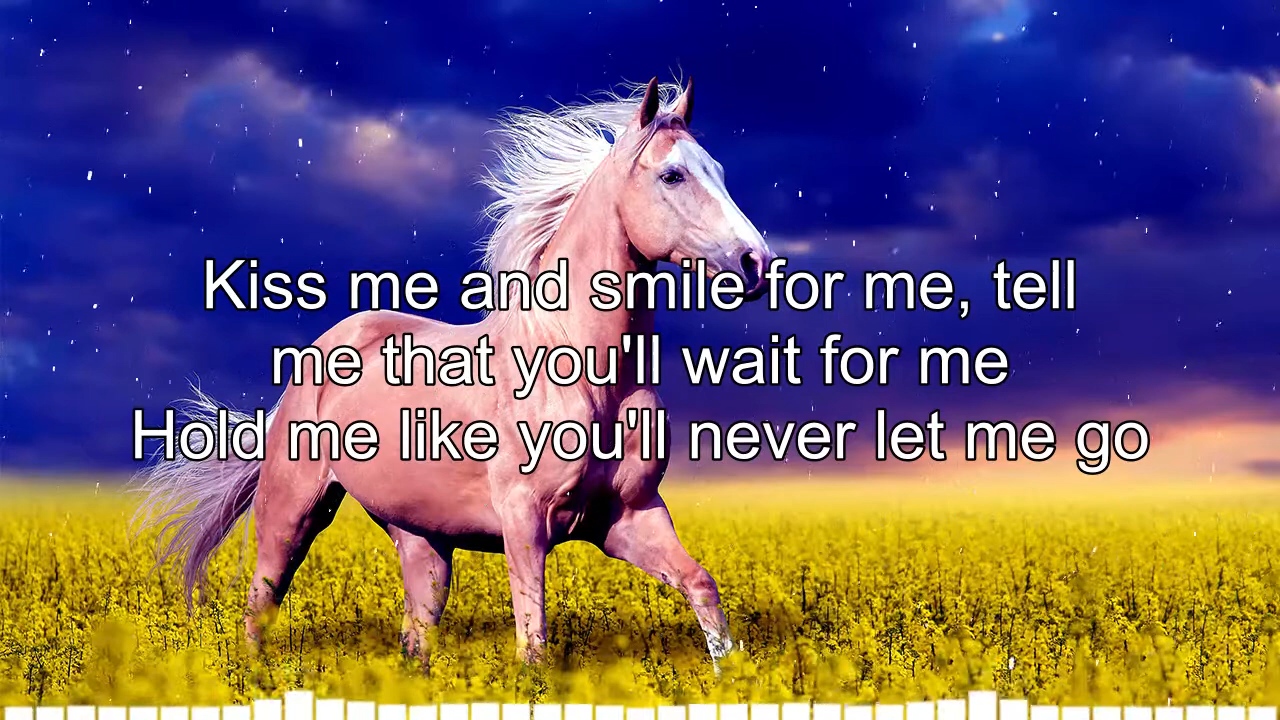 Kiss me and smile for me, tell
me that you'll wait for me
Hold me like you'll never let me go